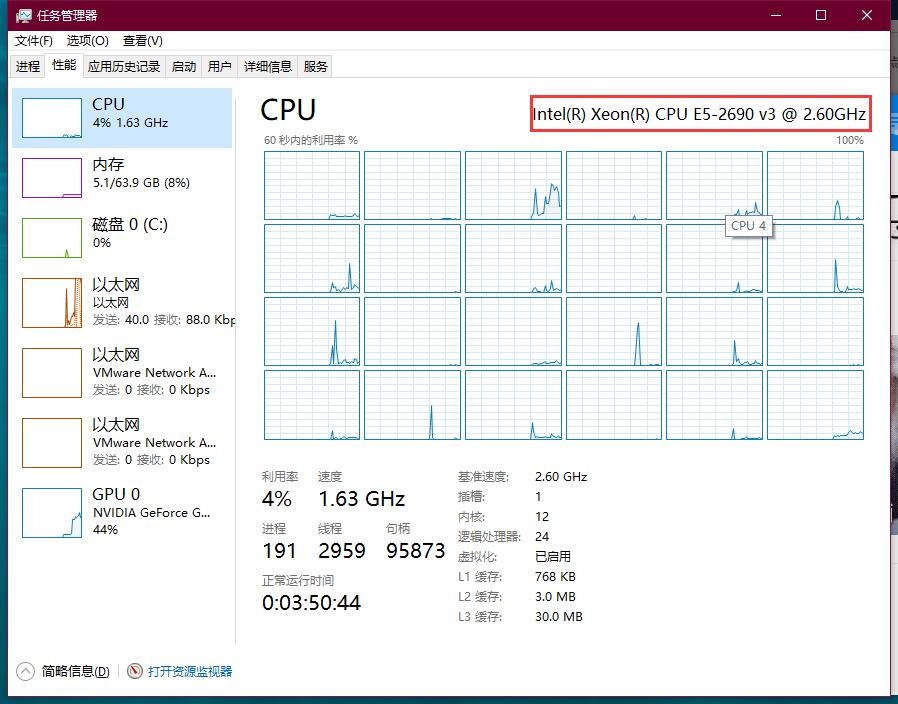 任务管理器
文件(F) 选项(O) 查看(V)
进程 性能 应用历史记录 启动 用户 详细信息 服务
CPU
4% 1.63 GHz
内存
5.1/63.9 GB (8%)
磁盘 0 (C:)
0%
以太网
以太网
发送: 40.0 接收: 88.0 Kbp
以太网
VMware Network A...
发送: 0 接收: 0 Kbps
以太网
VMware Network A...
发送: 0 接收: 0 Kbps
GPU 0
NVIDIA GeForce G...
44%
CPU
Intel(R) Xeon(R) CPU E5-2690 v3 @ 2.60GHz
60 秒内的利用率 % 100%
CPU 4
利用率 速度
4% 1.63 GHz
进程 线程 句柄
191 2959 95873
正常运行时间
0:03:50:44
基准速度: 2.60 GHz
插槽: 1
内核: 12
逻辑处理器: 24
虚拟化: 已启用
L1 缓存: 768 KB
L2 缓存: 3.0 MB
L3 缓存: 30.0 MB
简略信息(D) 打开资源监视器